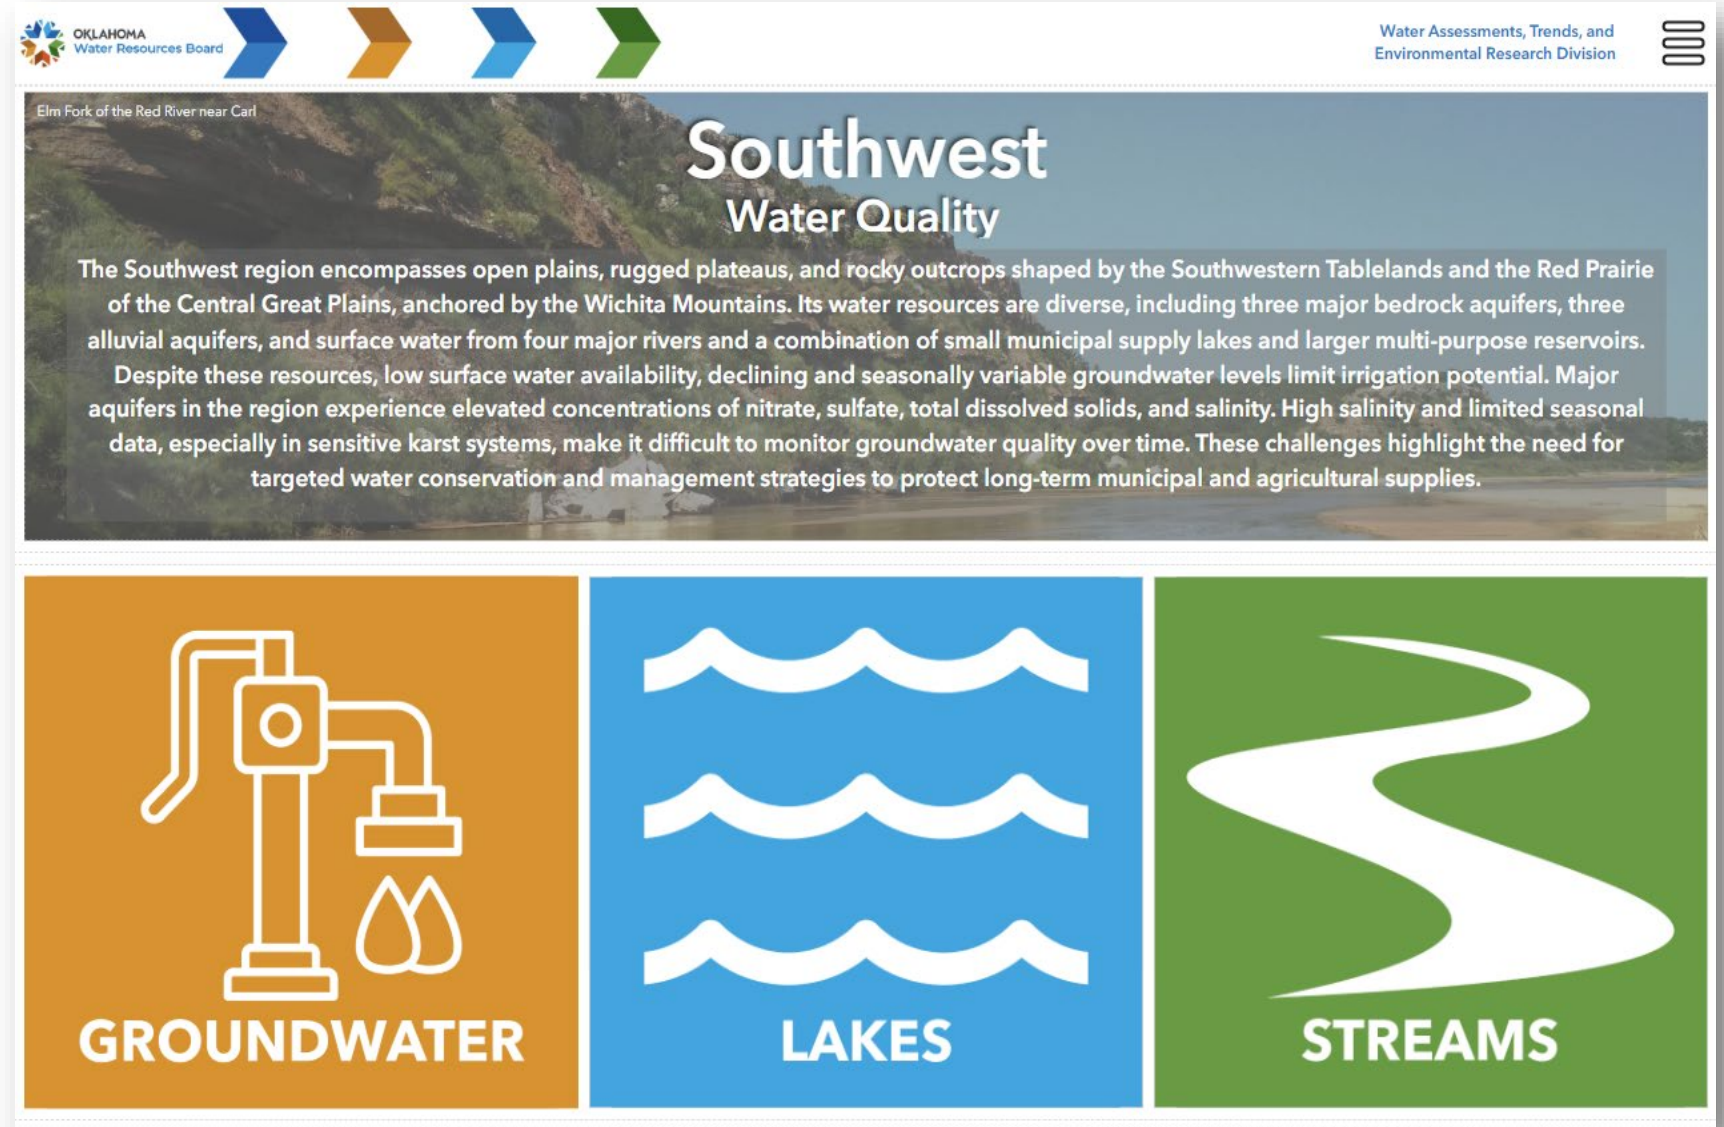 OKLAHOMA
Water Resources Board
Water Assessments, Trends, and
Environmental Research Division
Elm Fork of the Red River near Carl
Southwest
Water Quality
The Southwest region encompasses open plains, rugged plateaus, and rocky outcrops shaped by the Southwestern Tablelands and the Red Prairie
of the Central Great Plains, anchored by the Wichita Mountains. Its water resources are diverse, including three major bedrock aquifers, three
alluvial aquifers, and surface water from four major rivers and a combination of small municipal supply lakes and larger multi-purpose reservoirs.
Despite these resources, low surface water availability, declining and seasonally variable groundwater levels limit irrigation potential. Major
aquifers in the region experience elevated concentrations of nitrate, sulfate, total dissolved solids, and salinity. High salinity and limited seasonal
data, especially in sensitive karst systems, make it difficult to monitor groundwater quality over time. These challenges highlight the need for
targeted water conservation and management strategies to protect long-term municipal and agricultural supplies.
GROUNDWATER
LAKES
STREAMS